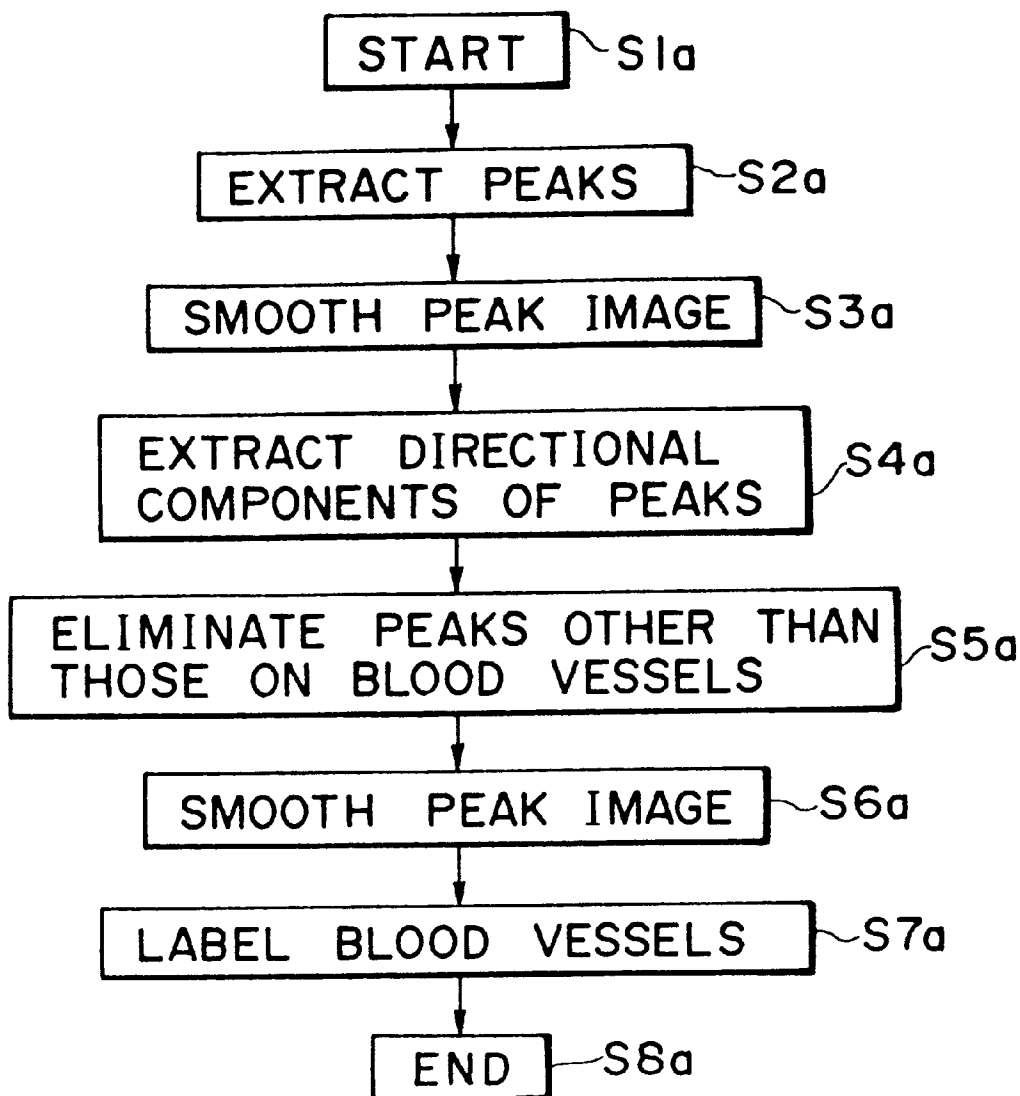 START
S1a
EXTRACT PEAKS
S2a
SMOOTH PEAK IMAGE
S3a
EXTRACT DIRECTIONAL
COMPONENTS OF PEAKS
S4a
ELIMINATE PEAKS OTHER THAN
THOSE ON BLOOD VESSELS
S5a
SMOOTH PEAK IMAGE
S6a
LABEL BLOOD VESSELS
S7a
END
S8a